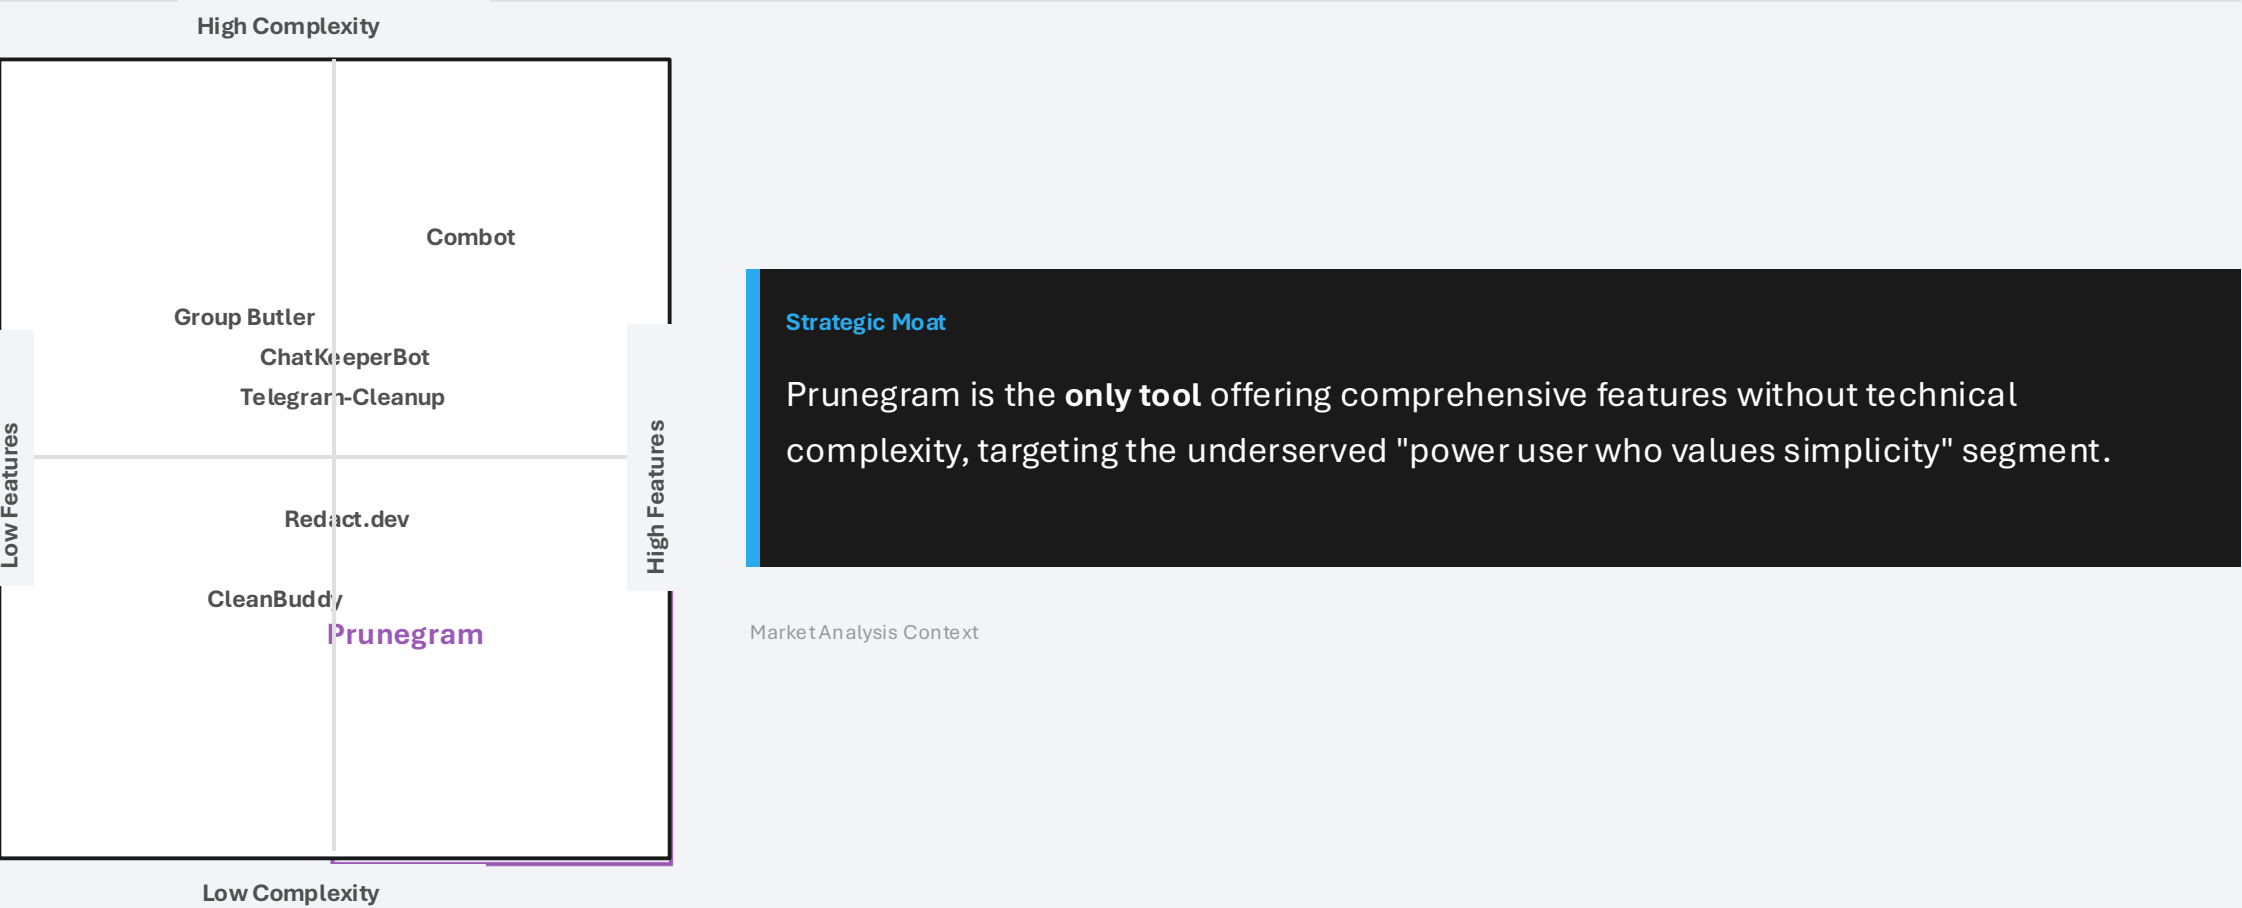 High Complexity
Combot
Group Butler
ChatKeeperBot
Telegram-Cleanup
Low Features
High Features
Redact.dev
CleanBuddy
Prunegram
Low Complexity
Strategic Moat
Prunegram is the only tool offering comprehensive features without technical
complexity, targeting the underserved "power user who values simplicity" segment.
Market Analysis Context